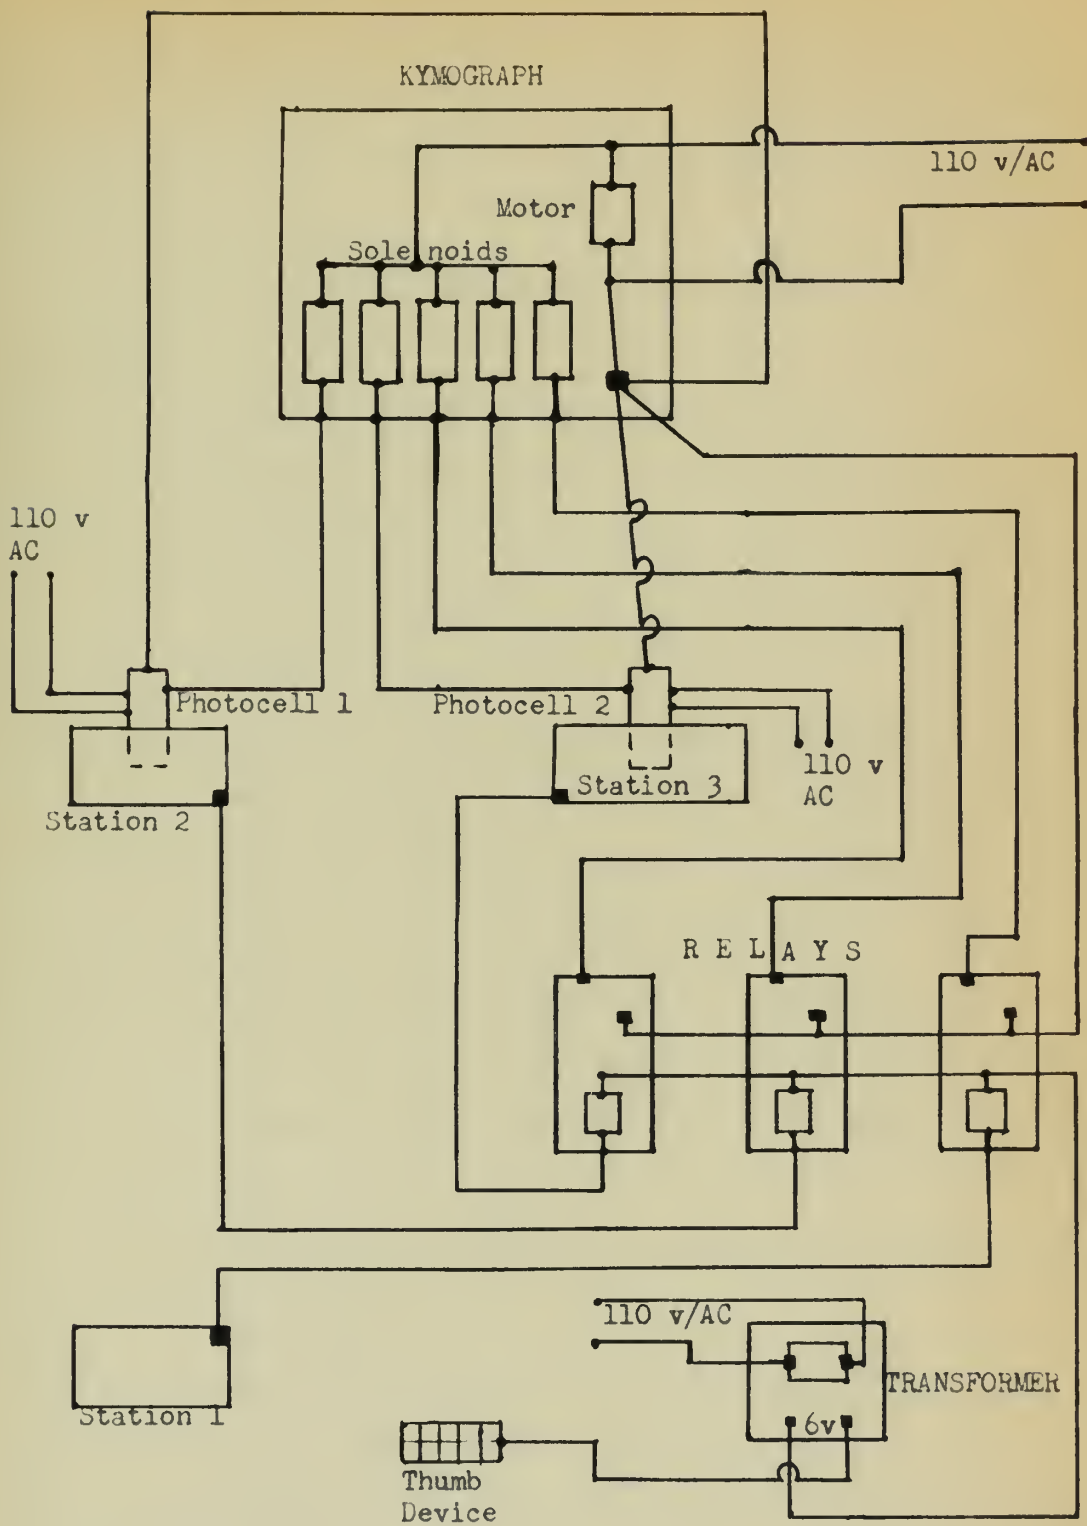 KYMOGRAPH
110 v/AC
Motor
Solenoids
110 v
AC
Photocell 1
Photocell 2
110 v
AC
Station 3
Station 2
RELAYS
110 v/AC
TRANSFORMER
Station 1
6v
Thumb
Device